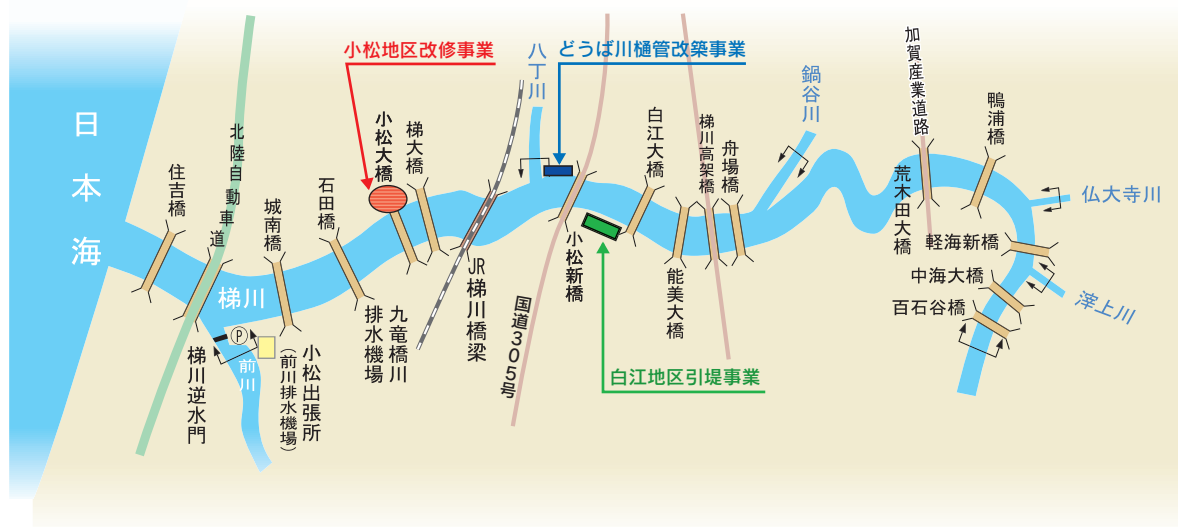 日本海
住吉橋
北陸自動車道
梯川
城南橋
石田橋
小松地区改修事業
小松大橋
梯大橋
八丁川
どうば川樋管改築事業
白江大橋
梯川高架橋
舟場橋
鍋谷川
加賀産業道路
鴨浦橋
荒木田大橋
仏大寺川
軽海新橋
中海大橋
百石谷橋
滓上川
能美大橋
小松新橋
白江地区引堤事業
国道305号
JR梯川橋梁
九竜橋川
排水機場
小松出張所
(前川排水機場)
P
前川
梯川逆水門